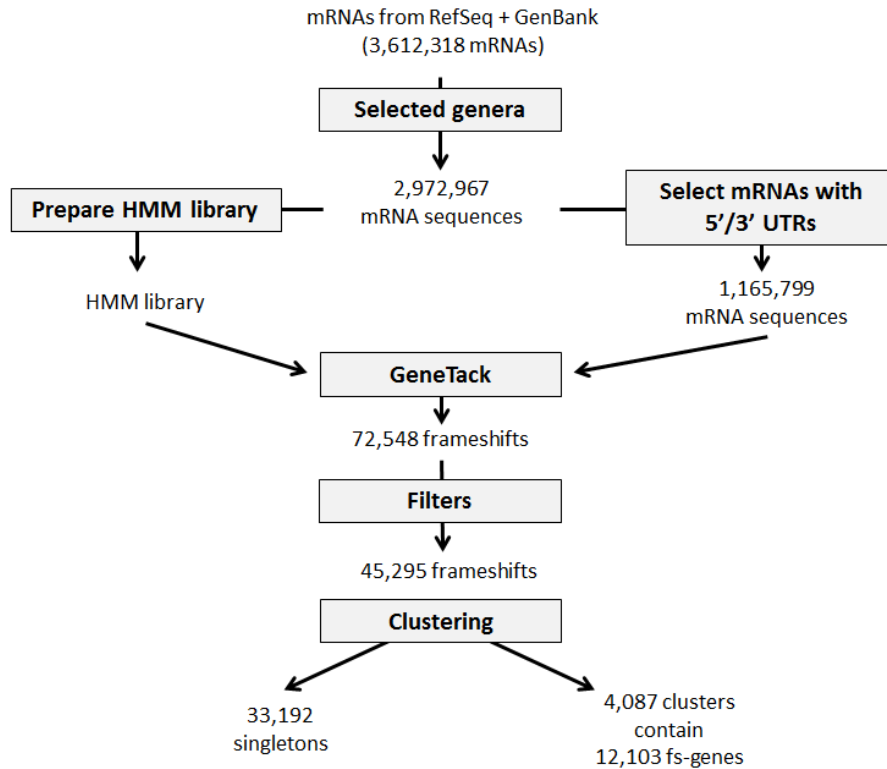 mRNAs from RefSeq + GenBank
(3,612,318 mRNAs)
Selected genera
2,972,967
mRNA sequences
Prepare HMM library
Select mRNAs with
5’/3’ UTRs
HMM library
1,165,799
mRNA sequences
GeneTack
72,548 frameshifts
Filters
45,295 frameshifts
Clustering
33,192
singletons
4,087 clusters
contain
12,103 fs-genes